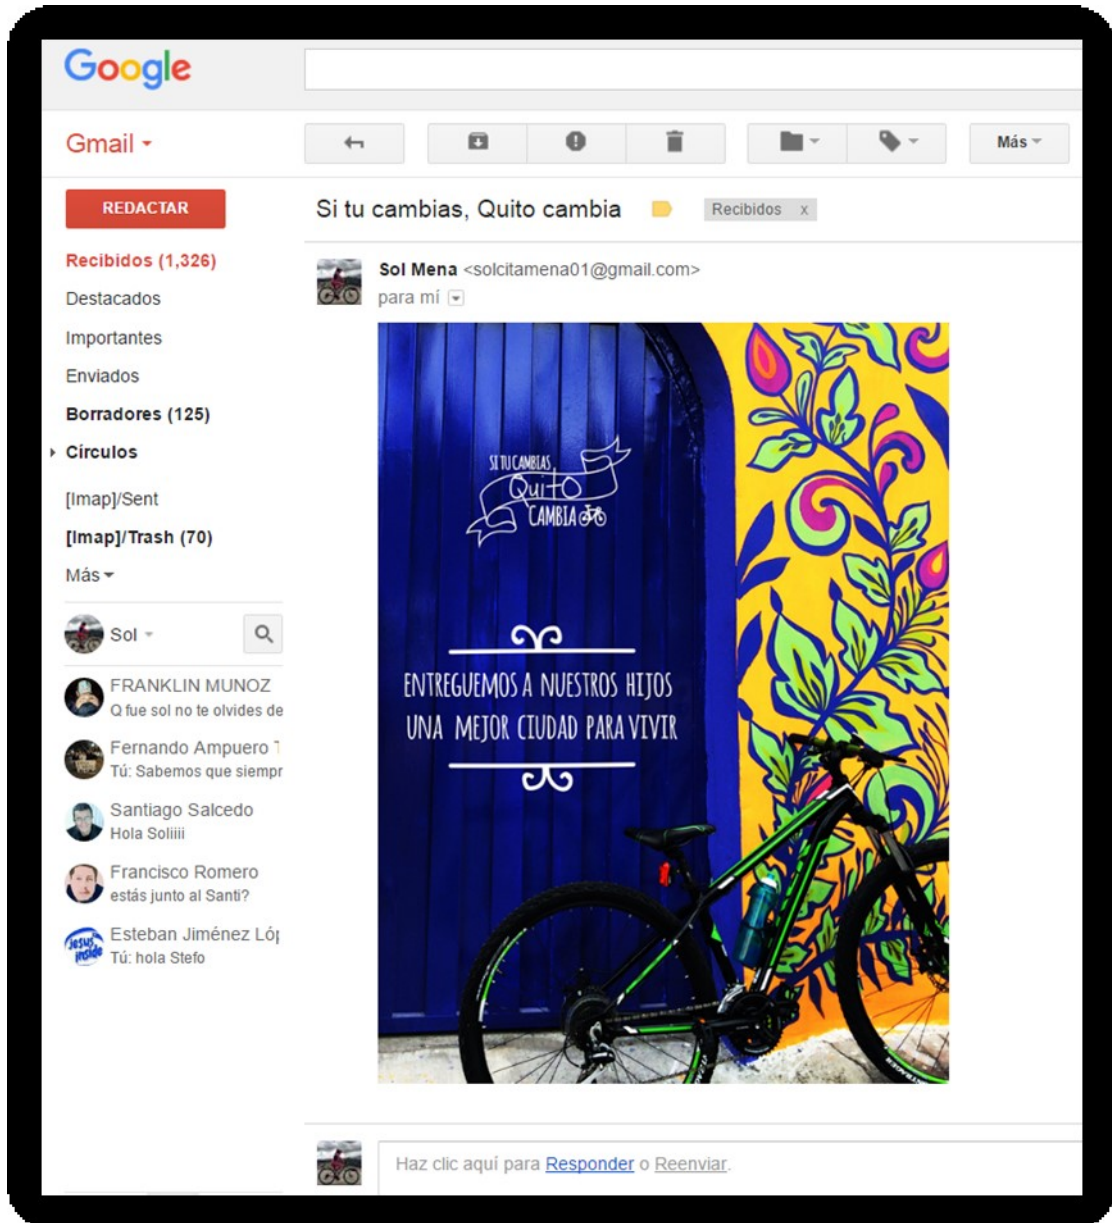 Google
Gmail
Más
REDACTAR
Si tu cambias, Quito cambia
Recibidos x
Recibidos (1,326)
Destacados
Importantes
Enviados
Borradores (125)
Círculos
[Imap]/Sent
[Imap]/Trash (70)
Más
Sol
FRANKLIN MUNOZ
Q fue sol no te olvides de
Fernando Ampuero T
Tú: Sabemos que siempr
Santiago Salcedo
Hola Soliiii
Francisco Romero
estás junto al Santi?
jesus inside
Esteban Jiménez Lóp
Tú: hola Stefo
Sol Mena <solcitamena01@gmail.com>
para mí
SI TU CAMBIAS
Quito
CAMBIA
ENTREGUEMOS A NUESTROS HIJOS
UNA MEJOR CIUDAD PARA VIVIR
Haz clic aquí para Responder o Reenviar.